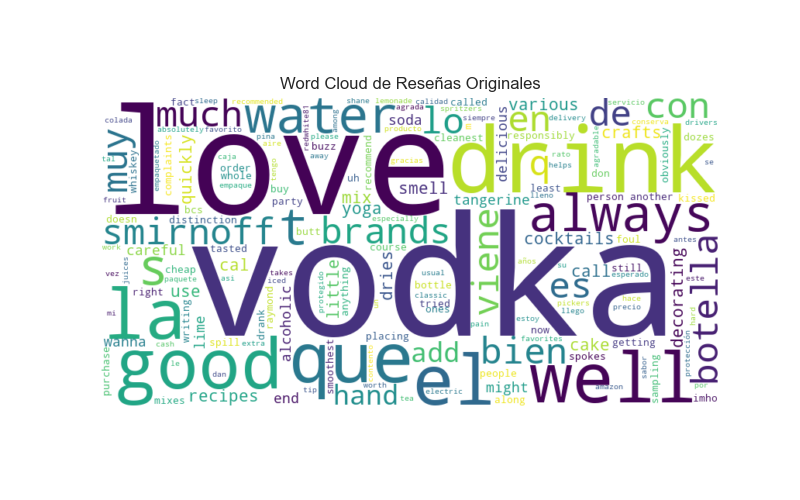 Word Cloud de Reseñas Originales
fact sleep recommended lemonade calidad called various de con
much water lo soda en
colada absolutely favorito agrada spritzers shane siempre delivery servicio
among crafts drivers
muy whiskey empaquetado complaints quickly pina aire redwhite81 please buzz away producto gracias recommend cleanest delicious responsibly q rato agradable conserva obviously dozes se
love drink
tal order caja whole empaque tengo uh mix smell helps lleno least don person another kissed
fruit bcs buy party yoga tangerine
doesn distinction butt especially
smirnoff t brands always
work careful tasted course cocktails foul antes
s cal dries viene es call still decorating botella
vez cheap paquete takes iced little anything protegido usual años su esperado este
vodka
la juices right use asi raymond bottle classic tried ones pickers hace precio
mi writing lime drank alcoholic estoy llego now hard protección
wanna cash spill extra placing pain favorites getting
good que el add bien cake spokes well
purchase le smoothest contents people sabor sampling
dan worth electric might amazon por
mixes recipes end tip hand tea along imho